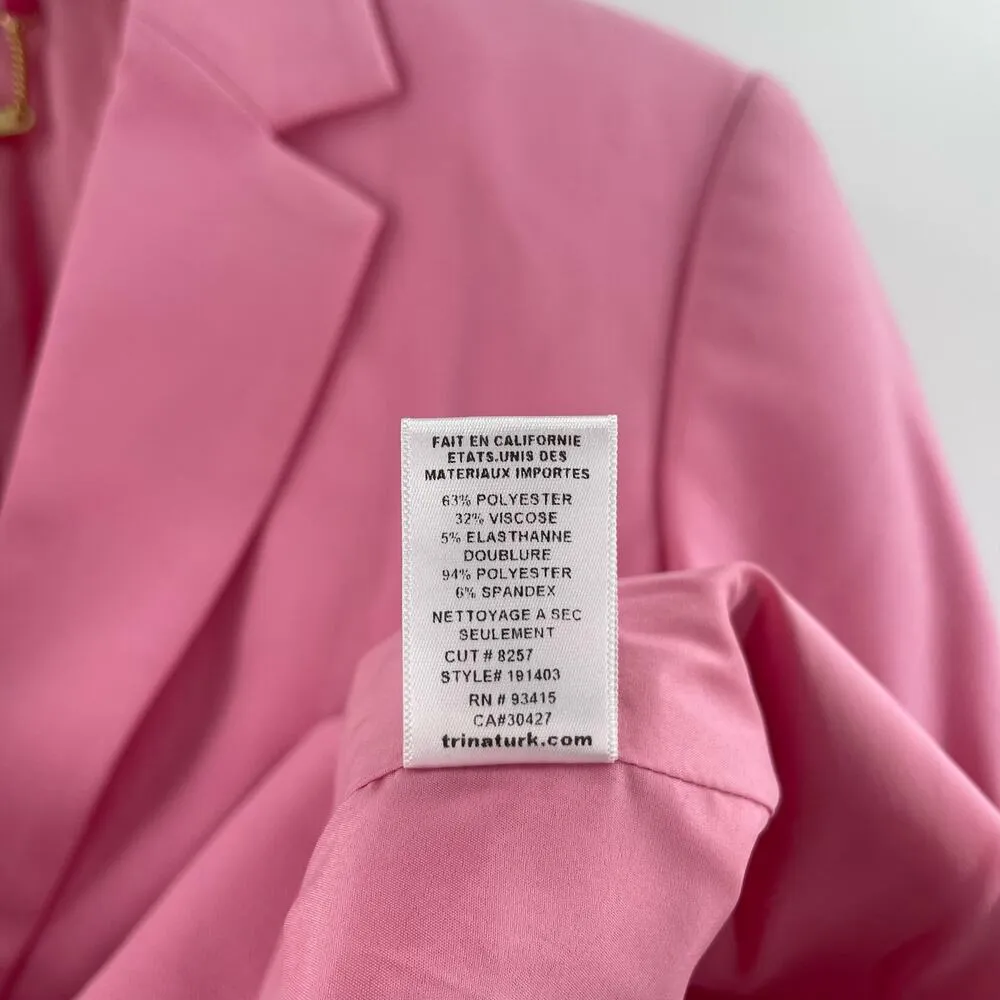 FAIT EN CALIFORNIE
ETATS.UNIS DES
MATERIAUX IMPORTES
63% POLYESTER
32% VISCOSE
5% ELASTHANNE
DOUBLURE
94% POLYESTER
6% SPANDEX
NETTOYAGE A SEC
SEULEMENT
CUT # 8257
STYLE# 191403
RN # 93415
CA#30427
trinaturk.com